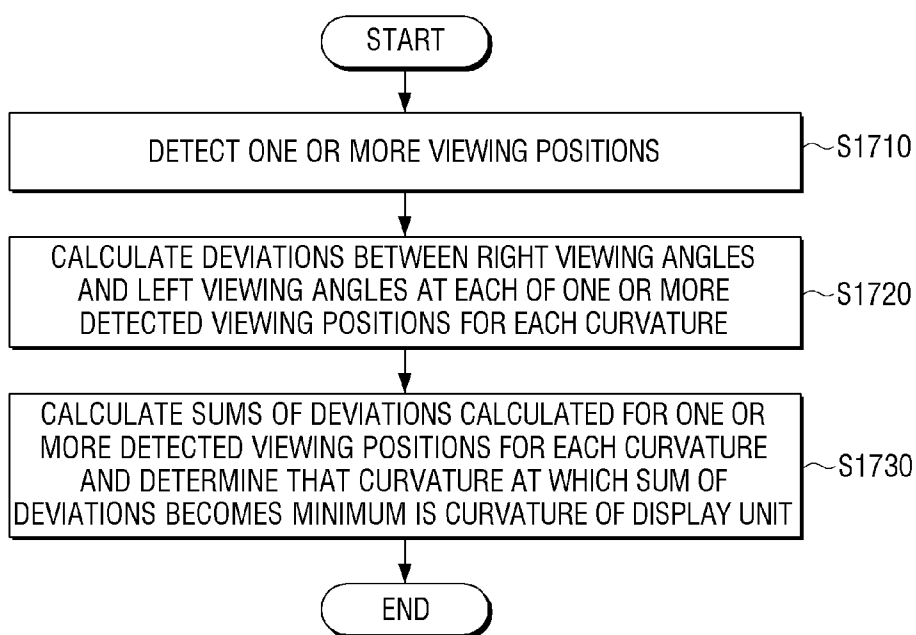 START
DETECT ONE OR MORE VIEWING POSITIONS
S1710
CALCULATE DEVIATIONS BETWEEN RIGHT VIEWING ANGLES
AND LEFT VIEWING ANGLES AT EACH OF ONE OR MORE
DETECTED VIEWING POSITIONS FOR EACH CURVATURE
S1720
CALCULATE SUMS OF DEVIATIONS CALCULATED FOR ONE OR
MORE DETECTED VIEWING POSITIONS FOR EACH CURVATURE
AND DETERMINE THAT CURVATURE AT WHICH SUM OF
DEVIATIONS BECOMES MINIMUM IS CURVATURE OF DISPLAY UNIT
S1730
END